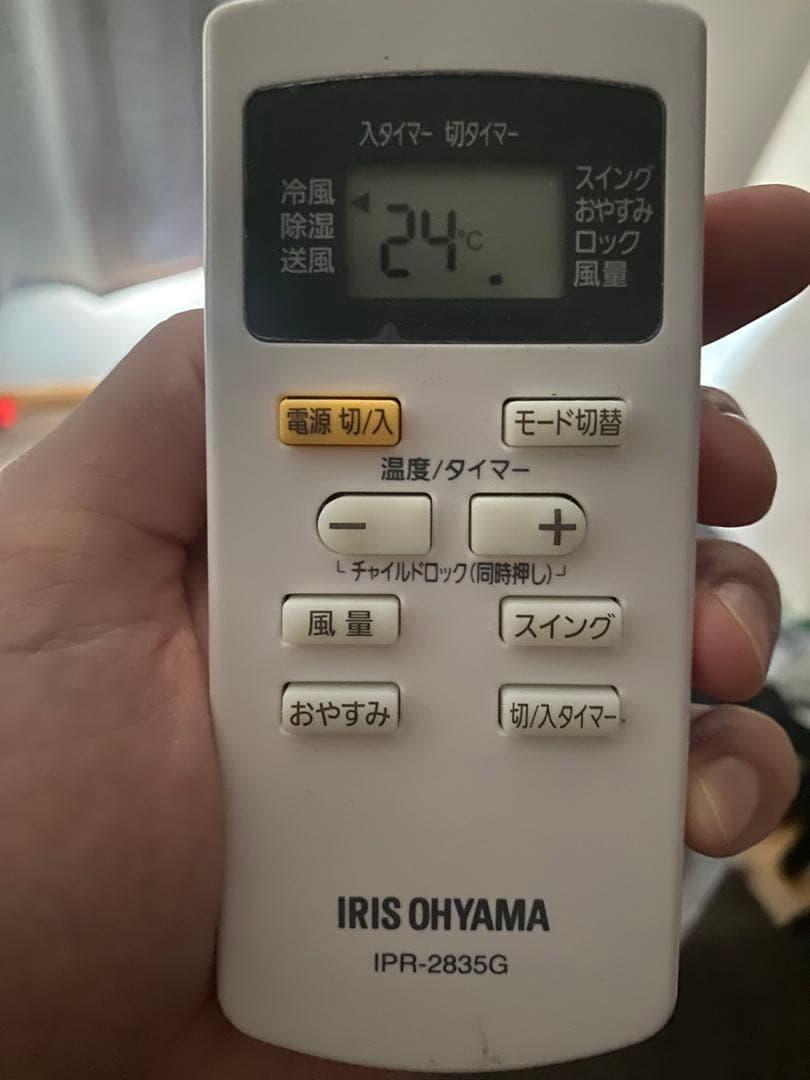 入タイマー 切タイマー
冷風
除湿
送風
24℃
スイング
おやすみ
ロック
風量
電源 切/入
モード切替
温度/タイマー
－
＋
└ チャイルドロック(同時押し) ┘
風量
スイング
おやすみ
切/入タイマー
IRIS OHYAMA
IPR-2835G